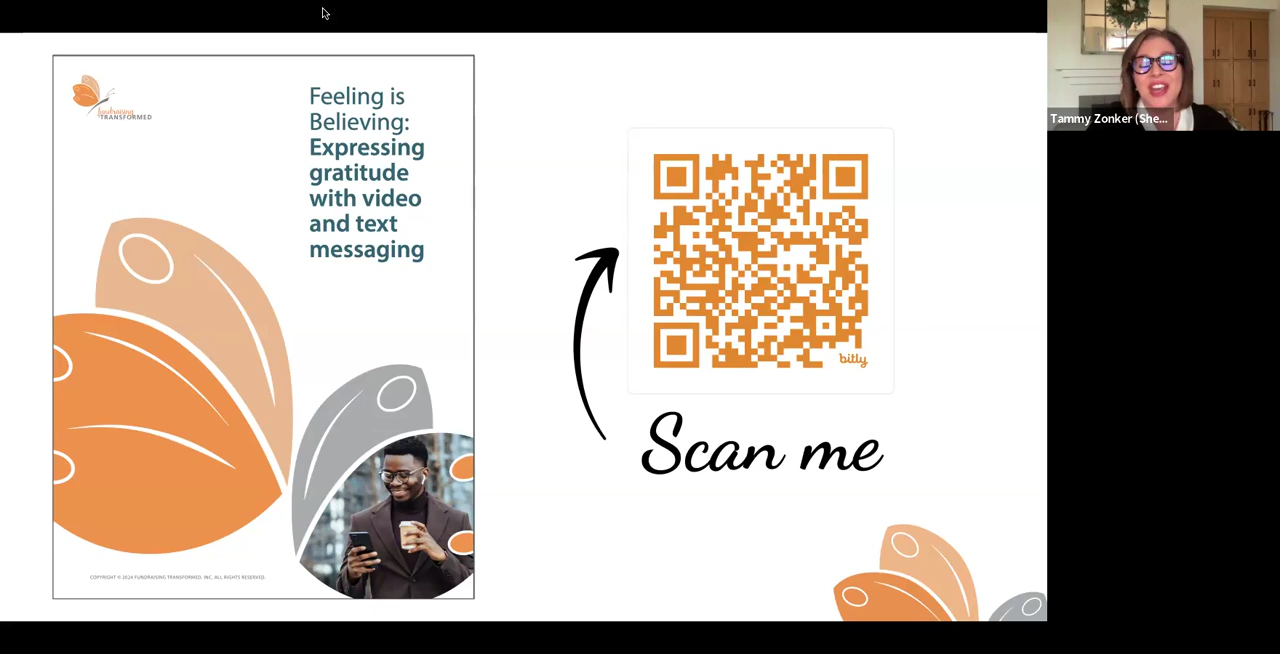 fundraising
TRANSFORMED
Feeling is
Believing:
Expressing
gratitude
with video
and text
messaging
COPYRIGHT © 2024 FUNDRAISING TRANSFORMED, INC. ALL RIGHTS RESERVED.
bitly
Scan me
Tammy Zonker (She...